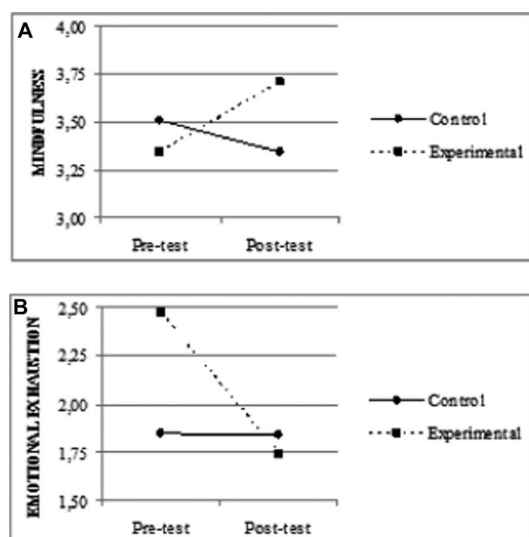 A
MINDFULNESS
4,00
3,75
3,50
3,25
3,00
Pre-test
Post-test
Control
Experimental
B
EMOTIONAL EXHAUSTION
2,50
2,25
2,00
1,75
1,50
Pre-test
Post-test
Control
Experimental